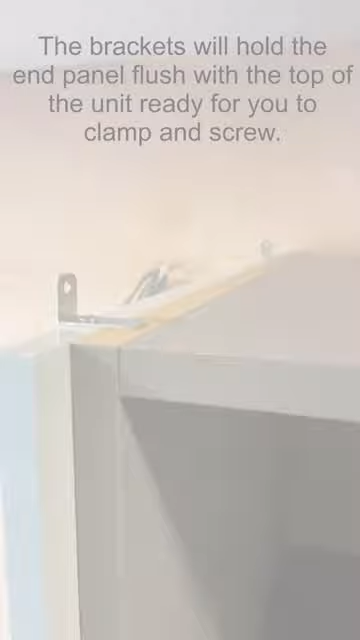 The brackets will hold the
end panel flush with the top of
the unit ready for you to
clamp and screw.